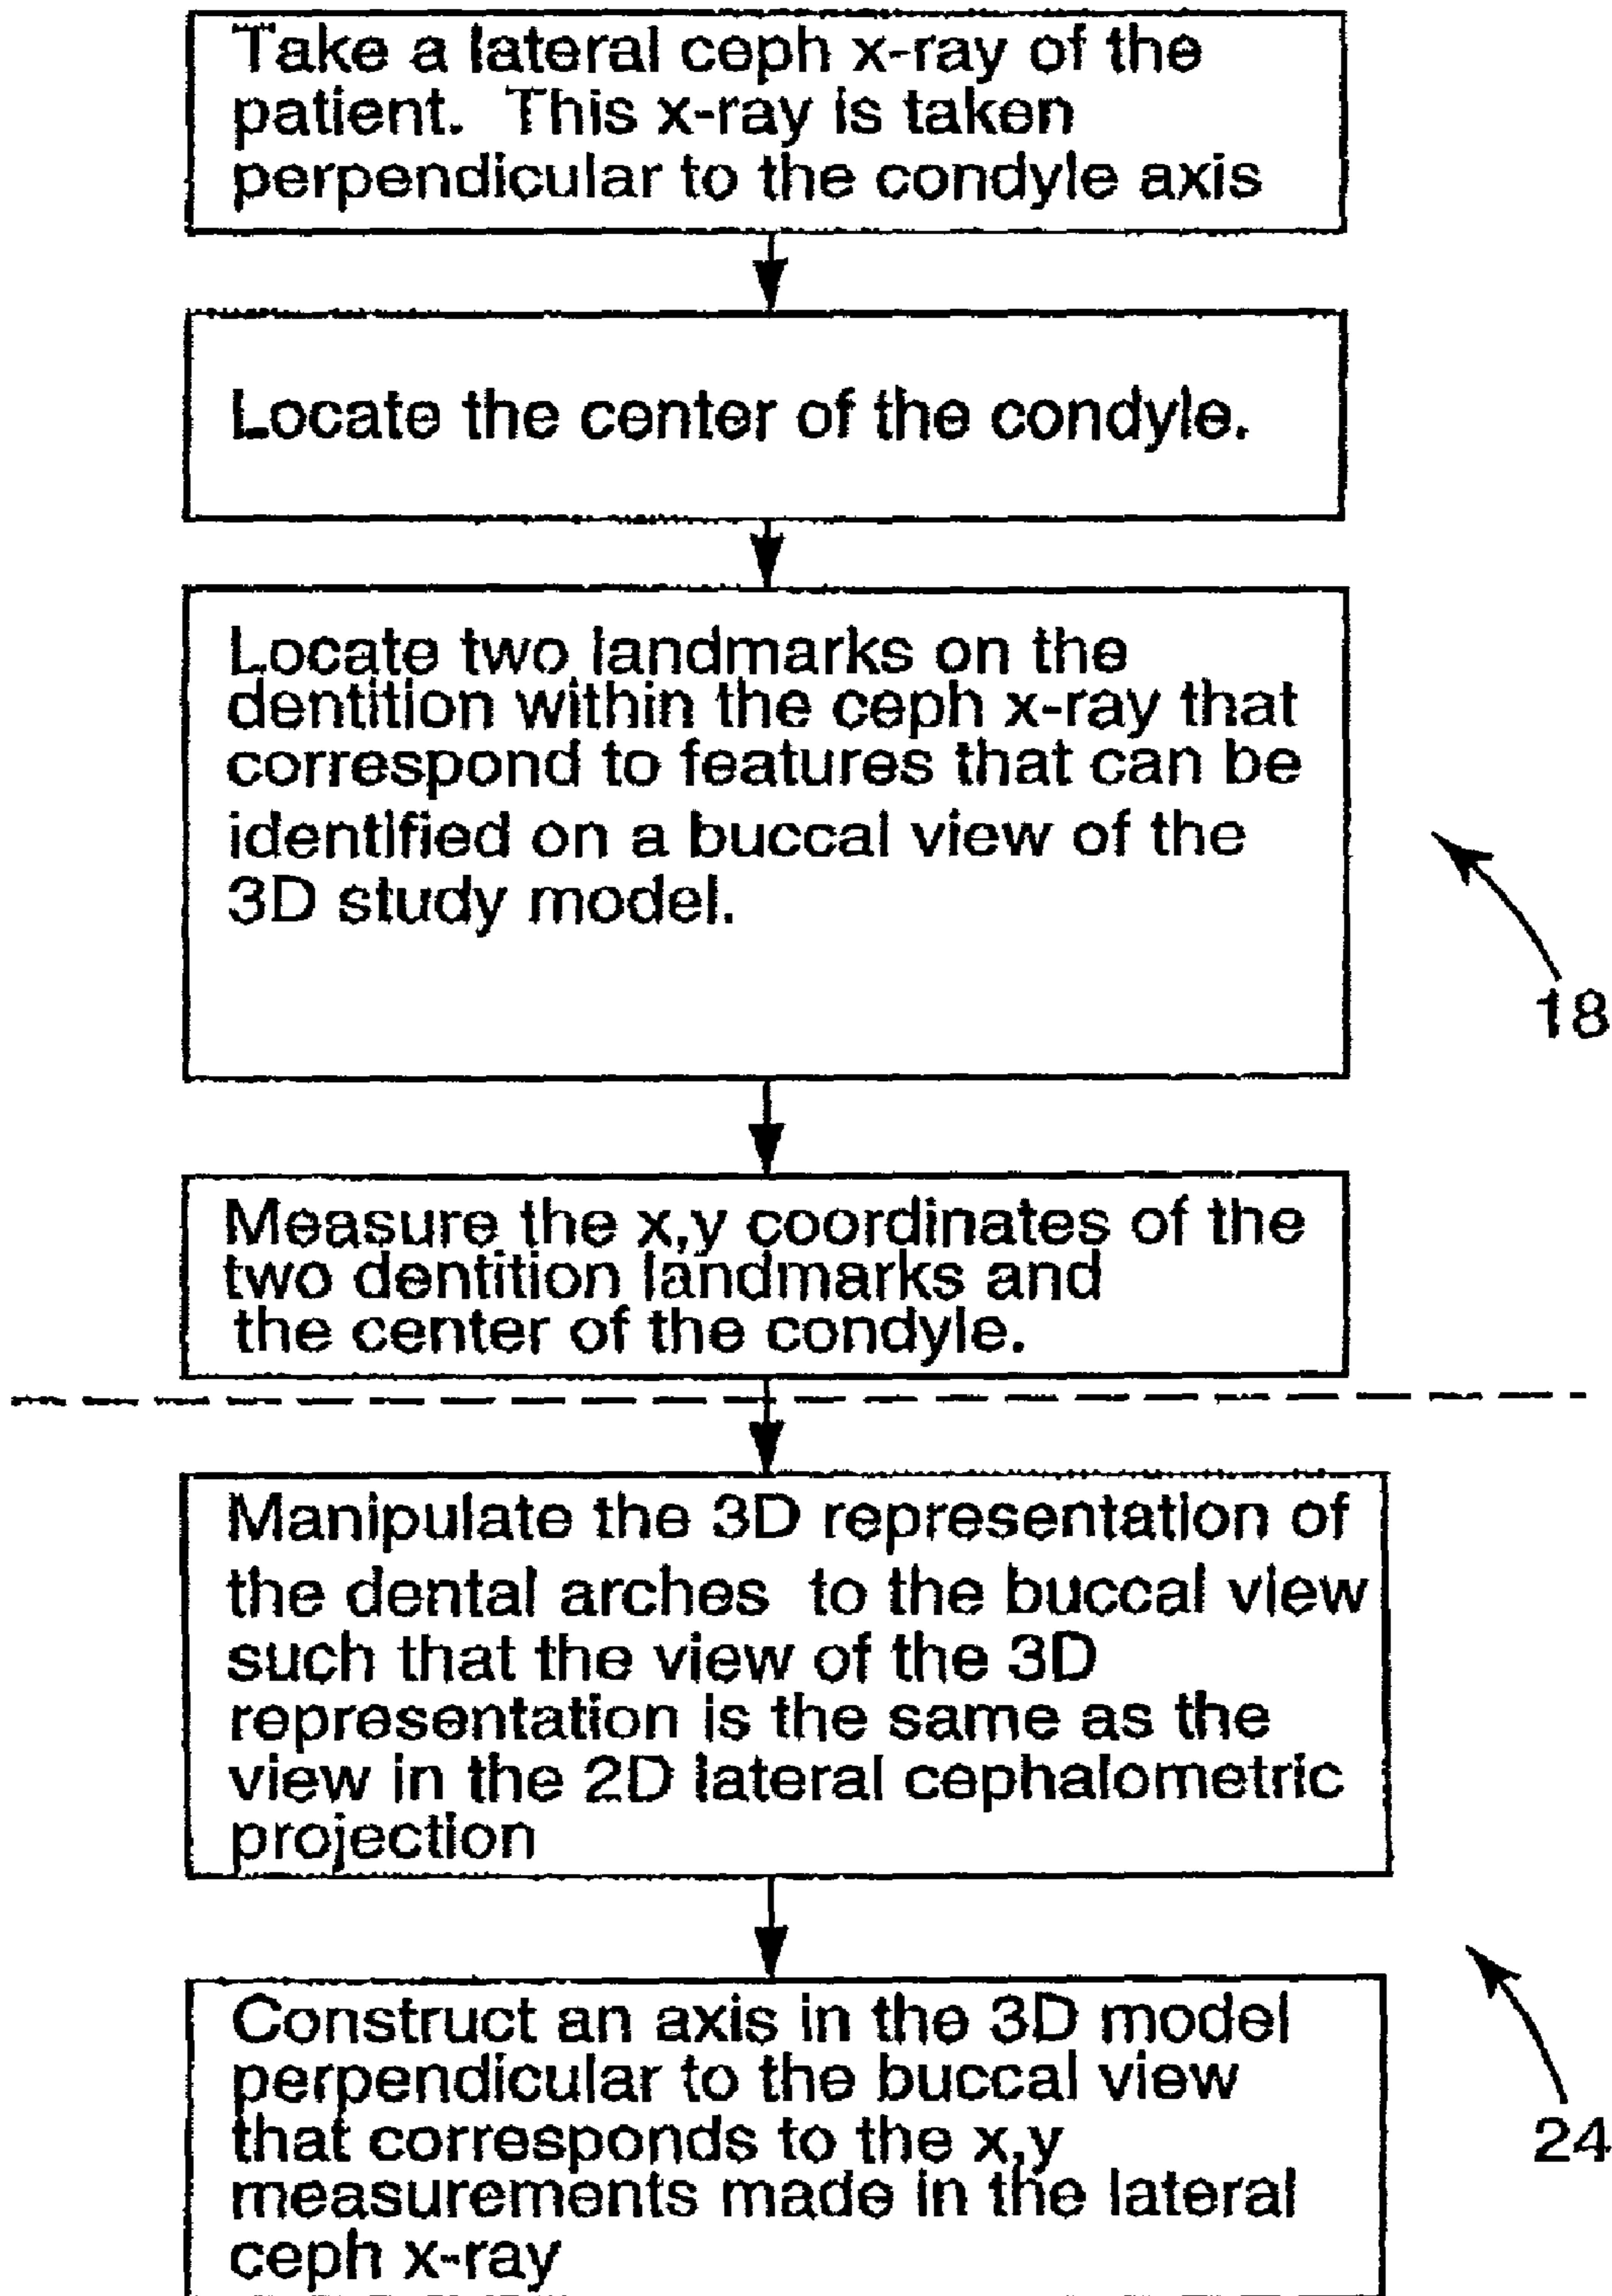 Take a lateral ceph x-ray of the
patient. This x-ray is taken
perpendicular to the condyle axis
Locate the center of the condyle.
Locate two landmarks on the
dentition within the ceph x-ray that
correspond to features that can be
identified on a buccal view of the
3D study model.
18
Measure the x,y coordinates of the
two dentition landmarks and
the center of the condyle.
Manipulate the 3D representation of
the dental arches to the buccal view
such that the view of the 3D
representation is the same as the
view in the 2D lateral cephalometric
projection
Construct an axis in the 3D model
perpendicular to the buccal view
that corresponds to the x,y
measurements made in the lateral
ceph x-ray
24